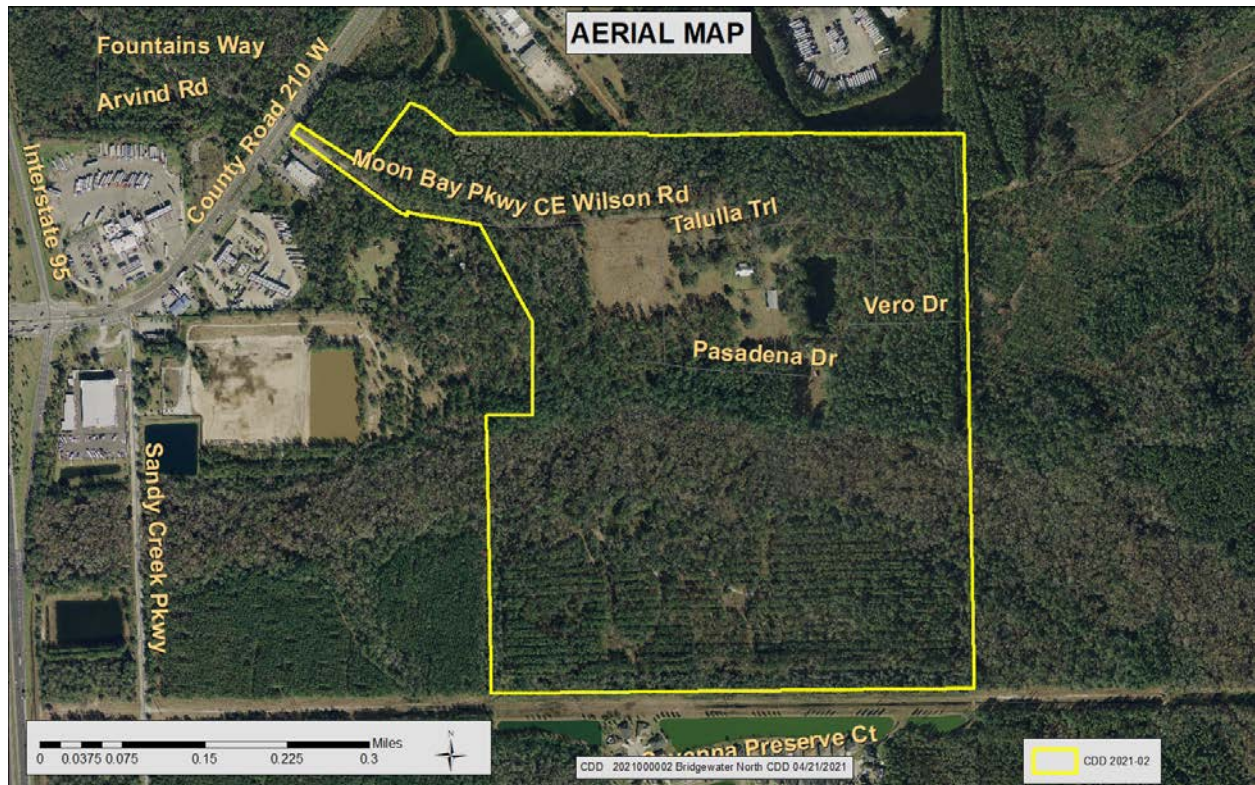 AERIAL MAP
Fountains Way
Arvind Rd
County Road 210 W
Interstate 95
Moon Bay Pkwy CE Wilson Rd
Talulla Trl
Vero Dr
Pasadena Dr
Sandy Creek Pkwy
Preserve Ct
Miles
0 0.0375 0.075 0.15 0.225 0.3
N
CDD 2021000002 Bridgewater North CDD 04/21/2021
CDD 2021-02